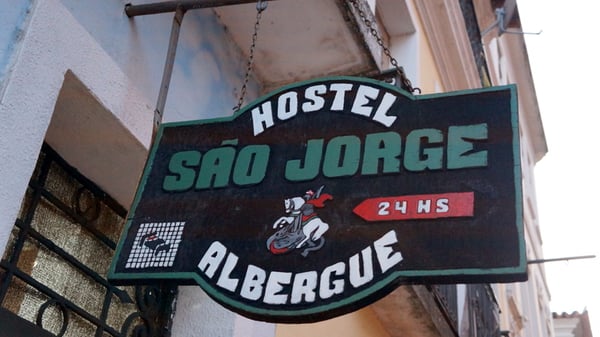 HOSTEL
SÃO JORGE
24 HS
ALBERGUE